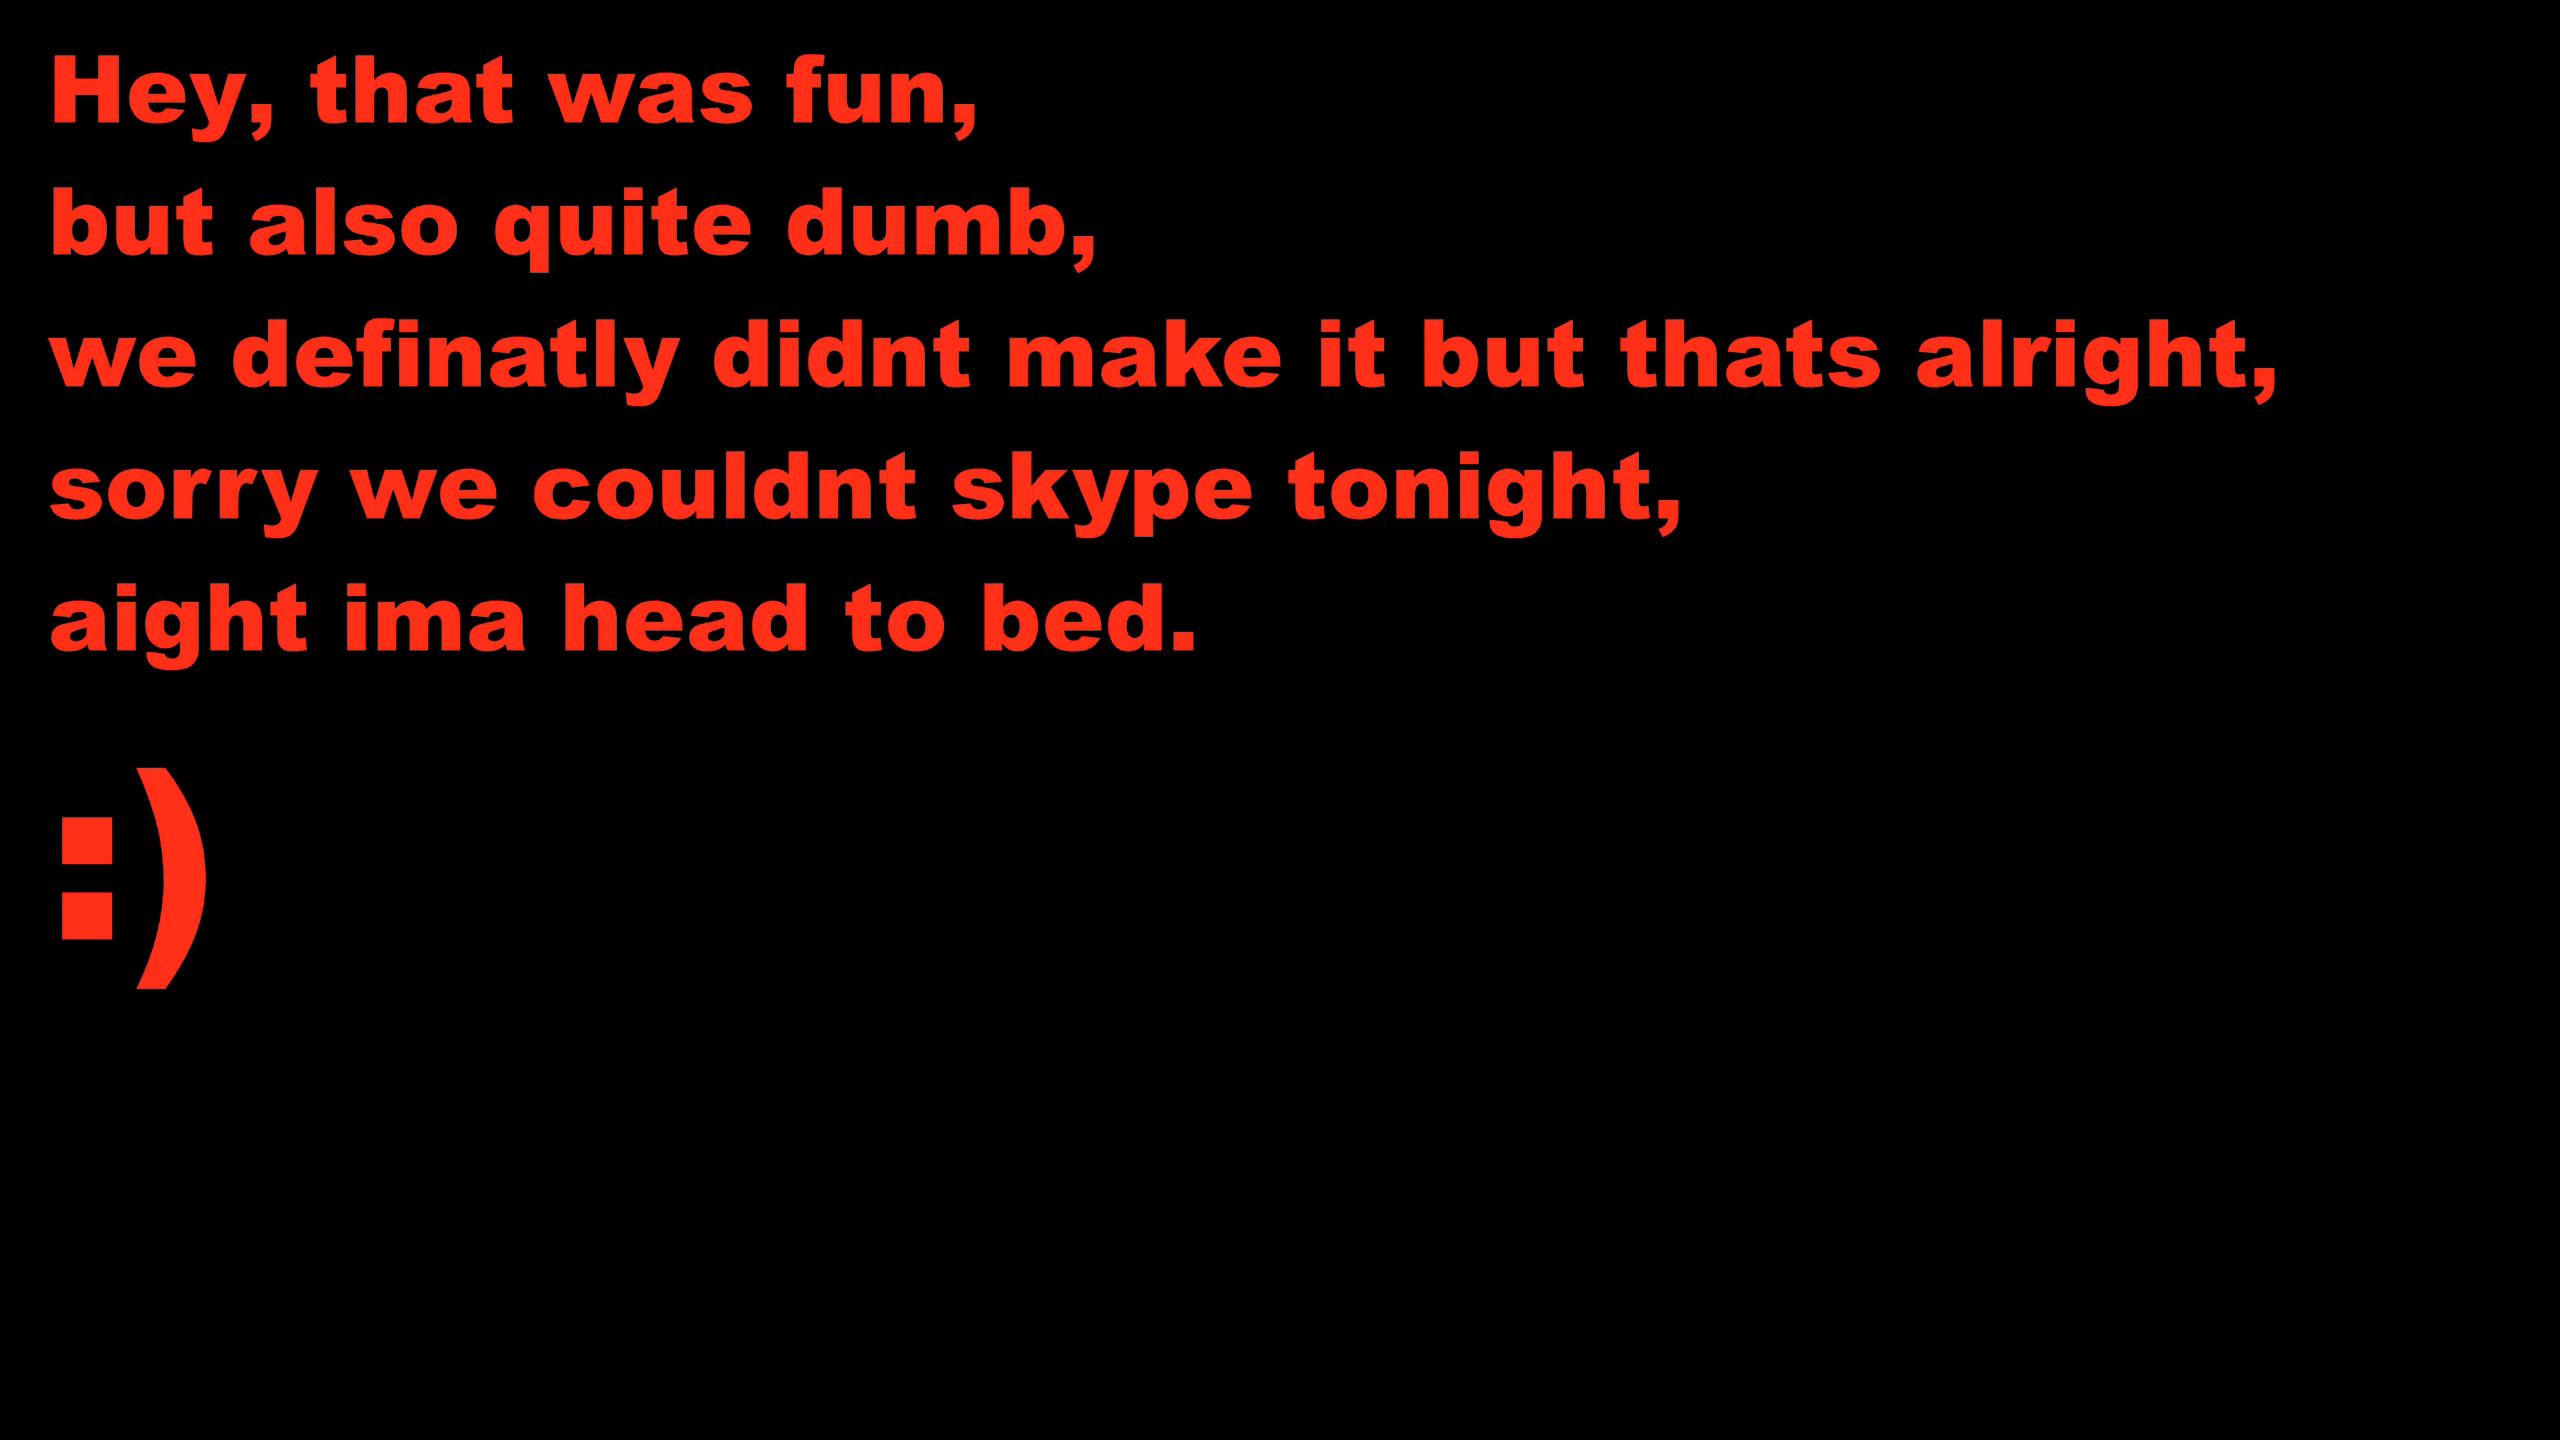 Hey, that was fun,
but also quite dumb,
we definatly didnt make it but thats alright,
sorry we couldnt skype tonight,
aight ima head to bed.
:)